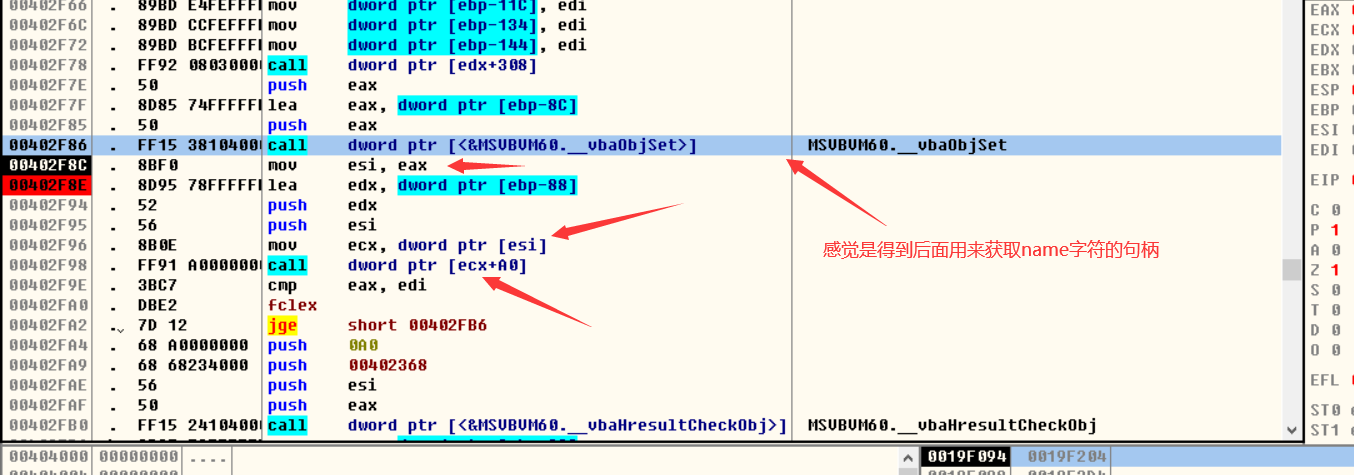 00402F66 . 89BD E4FEFFFF mov dword ptr [ebp-11C], edi EAX
00402F6C . 89BD CCFEFFFF mov dword ptr [ebp-134], edi ECX
00402F72 . 89BD BCFEFFFF mov dword ptr [ebp-144], edi EDX
00402F78 . FF92 08030000 call dword ptr [edx+308] EBX
00402F7E . 50 push eax ESP
00402F7F . 8D85 74FFFFFF lea eax, dword ptr [ebp-8C] EBP
00402F85 . 50 push eax ESI
00402F86 . FF15 38104000 call dword ptr [<&MSVBVM60.__vbaObjSet>] MSVBVM60.__vbaObjSet EDI
00402F8C . 8BF0 mov esi, eax
00402F8E . 8D95 78FFFFFF lea edx, dword ptr [ebp-88] EIP
00402F94 . 52 push edx C 0
00402F95 . 56 push esi P 1
00402F96 . 8B0E mov ecx, dword ptr [esi] A 0
感觉是得到后面用来获取name字符的句柄
00402F98 . FF91 A0000000 call dword ptr [ecx+A0] Z 1
00402F9E . 3BC7 cmp eax, edi S 0
00402FA0 . DBE2 fclex T 0
00402FA2 . 7D 12 jge short 00402FB6 D 0
00402FA4 . 68 A0000000 push 0A0 O 0
00402FA9 . 68 68234000 push 00402368
00402FAE . 56 push esi EFL
00402FAF . 50 push eax ST0
00402FB0 . FF15 24104000 call dword ptr [<&MSVBVM60.__vbaHresultCheckObj>] MSVBVM60.__vbaHresultCheckObj ST1
00404000 00000000 .... 0019F094 0019F204